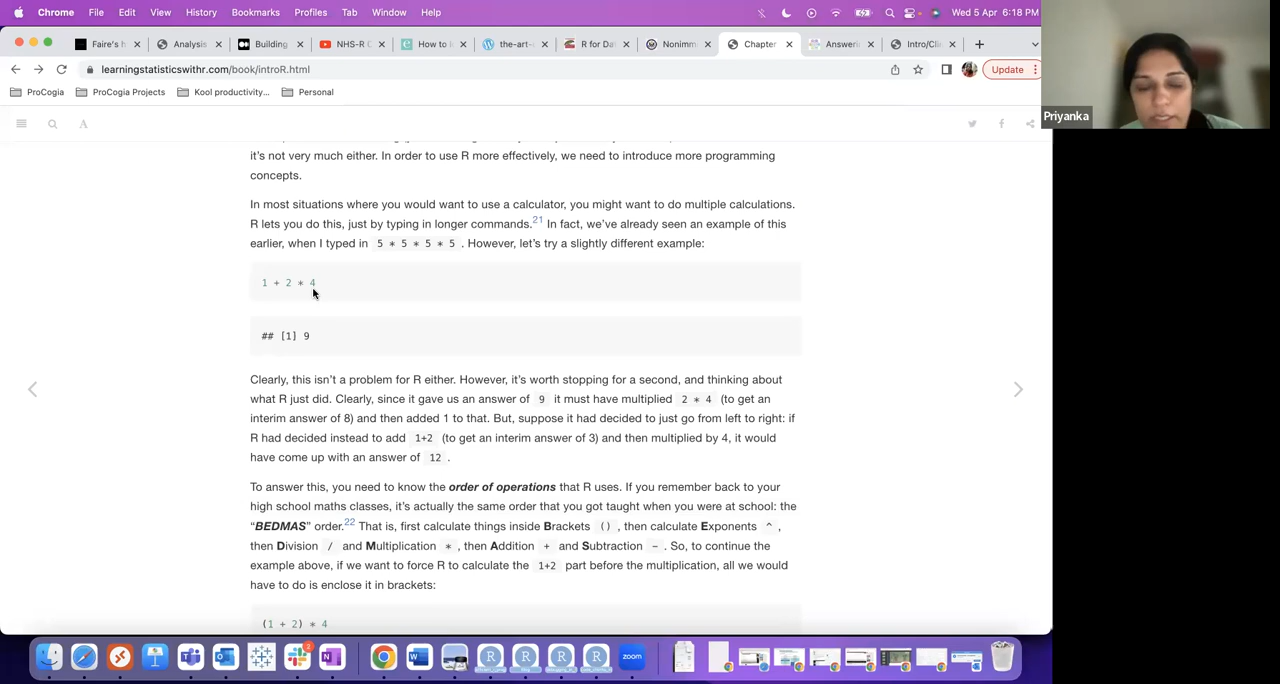 Chrome File Edit View History Bookmarks Profiles Tab Window Help Wed 5 Apr 6:18 PM
Faire's h Analysis Building NHS-R C How to l the-art- R for Da Nonimm Chapter Answeri Intro/Cli
learningstatisticswithr.com/book/introR.html Update
ProCogia ProCogia Projects Kool productivity... Personal
Priyanka
it's not very much either. In order to use R more effectively, we need to introduce more programming
concepts.
In most situations where you would want to use a calculator, you might want to do multiple calculations.
R lets you do this, just by typing in longer commands.21 In fact, we've already seen an example of this
earlier, when I typed in 5 * 5 * 5 * 5 . However, let's try a slightly different example:
1 + 2 * 4
## [1] 9
Clearly, this isn't a problem for R either. However, it's worth stopping for a second, and thinking about
what R just did. Clearly, since it gave us an answer of 9 it must have multiplied 2 * 4 (to get an
interim answer of 8) and then added 1 to that. But, suppose it had decided to just go from left to right: if
R had decided instead to add 1+2 (to get an interim answer of 3) and then multiplied by 4, it would
have come up with an answer of 12 .
To answer this, you need to know the order of operations that R uses. If you remember back to your
high school maths classes, it's actually the same order that you got taught when you were at school: the
"BEDMAS" order.22 That is, first calculate things inside Brackets () , then calculate Exponents ^ ,
then Division / and Multiplication * , then Addition + and Subtraction - . So, to continue the
example above, if we want to force R to calculate the 1+2 part before the multiplication, all we would
have to do is enclose it in brackets:
(1 + 2) * 4
zoom